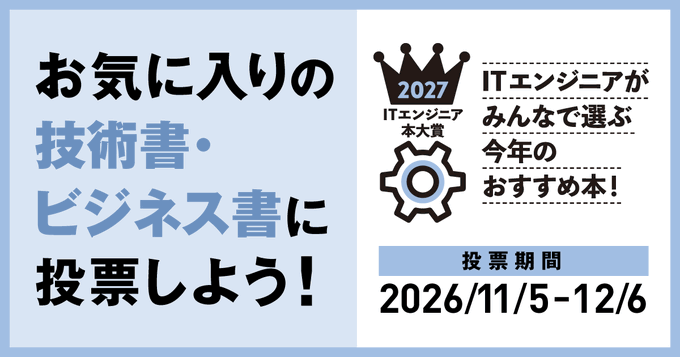 お気に入りの
技術書・
ビジネス書に
投票しよう!
2027
ITエンジニア
本大賞
ITエンジニアが
みんなで選ぶ
今年の
おすすめ本!
投票期間
2026/11/5-12/6